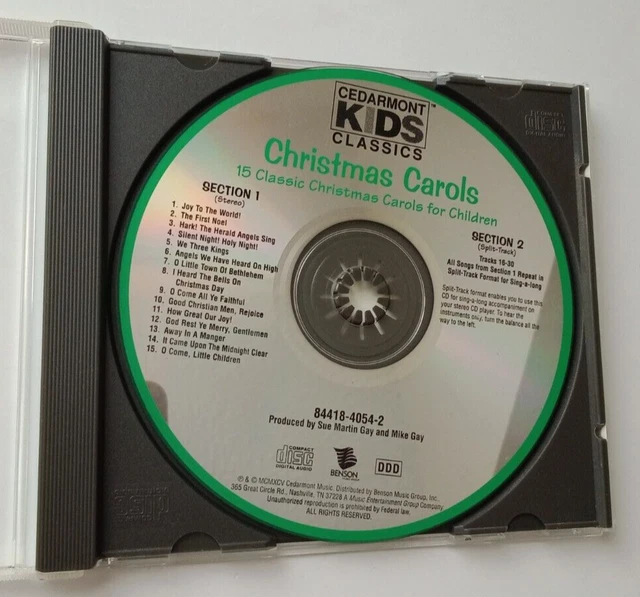 CEDARMONT
KIDS™
CLASSICS
Christmas Carols
15 Classic Christmas Carols for Children
SECTION 1
(Stereo)
1. Joy To The World!
2. The First Noel
3. Hark! The Herald Angels Sing
4. Silent Night! Holy Night!
5. We Three Kings
6. Angels We Have Heard On High
7. O Little Town Of Bethlehem
8. I Heard The Bells On
Christmas Day
9. O Come All Ye Faithful
10. Good Christian Men, Rejoice
11. How Great Our Joy!
12. God Rest Ye Merry, Gentlemen
13. Away In A Manger
14. It Came Upon The Midnight Clear
15. O Come, Little Children
SECTION 2
(Split-Track)
Tracks 16-30
All Songs from Section 1 Repeat in
Split-Track Format for Sing-a-long
Split-Track format enables you to use this
CD for sing-a-long accompaniment on
your stereo CD player. To hear the
instruments only, turn the balance all the
way to the left.
84418-4054-2
Produced by Sue Martin Gay and Mike Gay
COMPACT
disc
DIGITAL AUDIO
BENSON
DDD
℗ & © MCMXCV Cedarmont Music. Distributed by Benson Music Group, Inc.
365 Great Circle Rd., Nashville, TN 37228 A Music Entertainment Group Company
Unauthorized reproduction is prohibited by Federal law.
ALL RIGHTS RESERVED.
COMPACT
disc
DIGITAL AUDIO